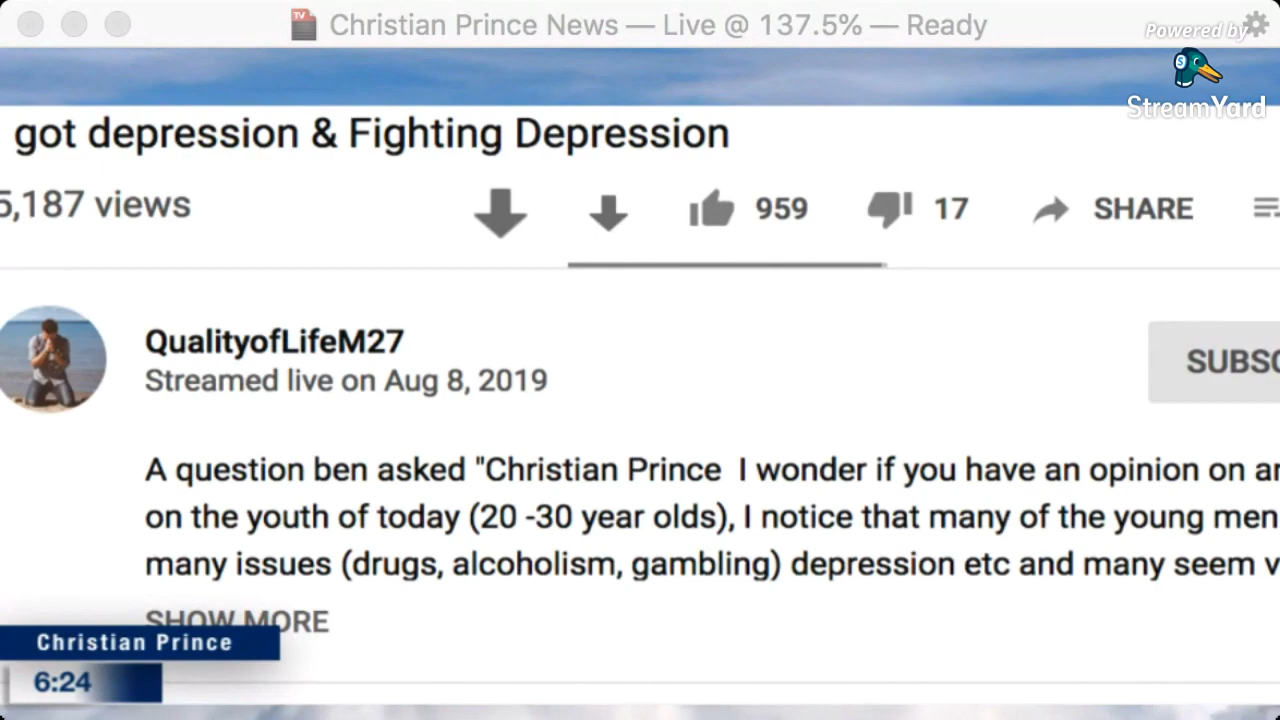 Christian Prince News — Live @ 137.5% — Ready
Powered by
StreamYard
got depression & Fighting Depression
5,187 views
959
17
SHARE
QualityofLifeM27
Streamed live on Aug 8, 2019
SUBSC
A question ben asked "Christian Prince I wonder if you have an opinion on
on the youth of today (20 -30 year olds), I notice that many of the young men
many issues (drugs, alcoholism, gambling) depression etc and many seem
SHOW MORE
Christian Prince
6:24